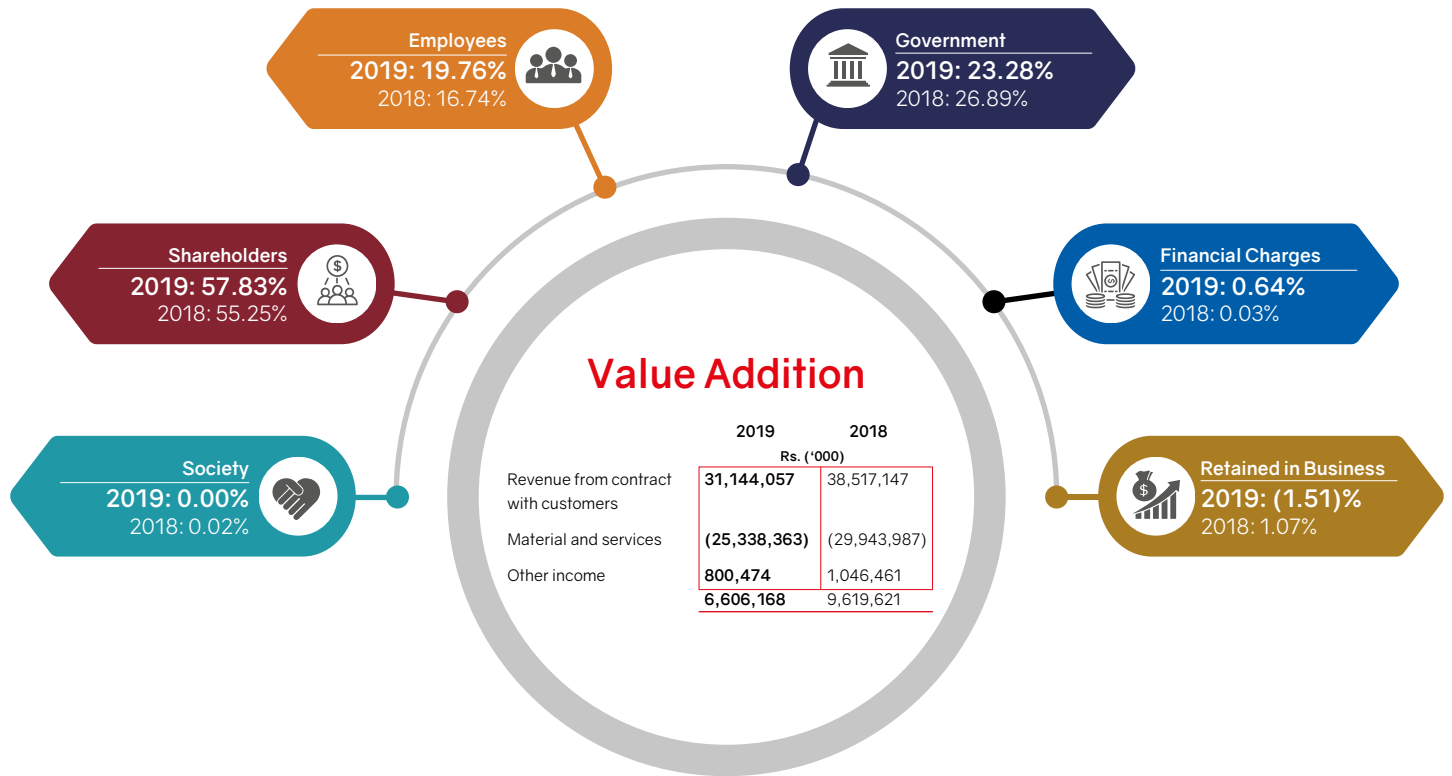 Employees
2019: 19.76%
2018: 16.74%
Government
2019: 23.28%
2018: 26.89%
Shareholders
2019: 57.83%
2018: 55.25%
$
Financial Charges
2019: 0.64%
2018: 0.03%
$
Society
2019: 0.00%
2018: 0.02%
Retained in Business
2019: (1.51)%
2018: 1.07%
$
Value Addition
2019 2018
Rs. (‘000)
Revenue from contract 31,144,057 38,517,147
with customers
Material and services (25,338,363) (29,943,987)
Other income 800,474 1,046,461
6,606,168 9,619,621